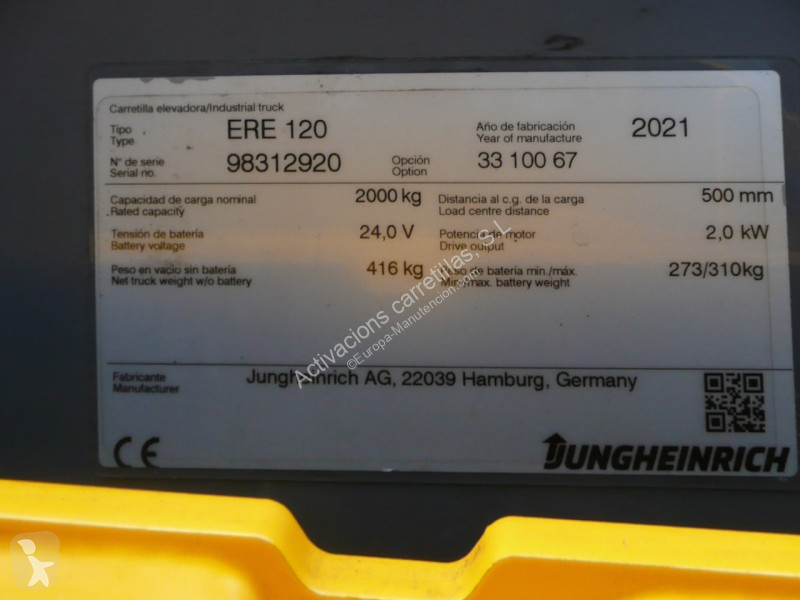 Carretilla elevadora/Industrial truck
Tipo
Type
ERE 120
Año de fabricación
Year of manufacture
2021
N° de serie
Serial no.
98312920
Opción
Option
33 100 67
Capacidad de carga nominal
Rated capacity
2000 kg
Distancia al c.g. de la carga
Load centre distance
500 mm
Tensión de batería
Battery voltage
24,0 V
Potencia de motor
Drive output
2,0 kW
Peso en vacio sin batería
Net truck weight w/o battery
416 kg
Peso de batería mín./máx.
Min./max. battery weight
273/310kg
Fabricante
Manufacturer
Jungheinrich AG, 22039 Hamburg, Germany
CE
JUNGHEINRICH
Activacions carretillas, S.L